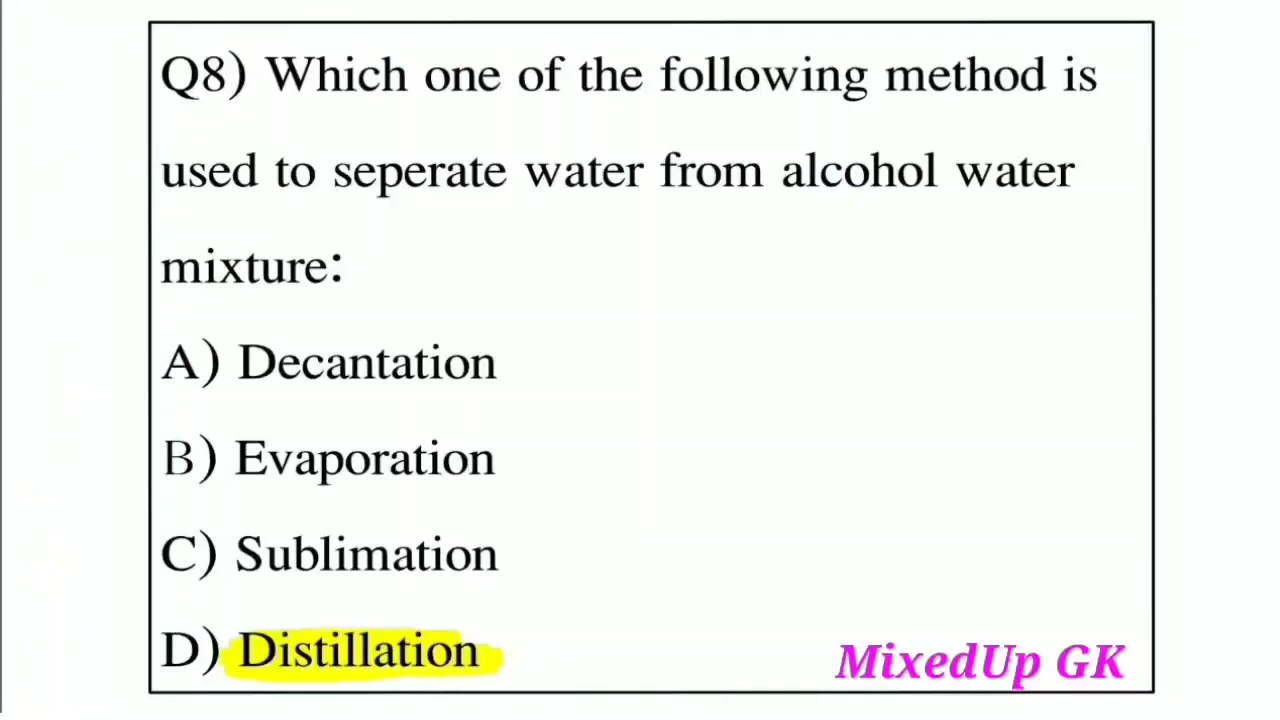 Q8) Which one of the following method is
used to seperate water from alcohol water
mixture:
A) Decantation
B) Evaporation
C) Sublimation
D) Distillation
MixedUp GK